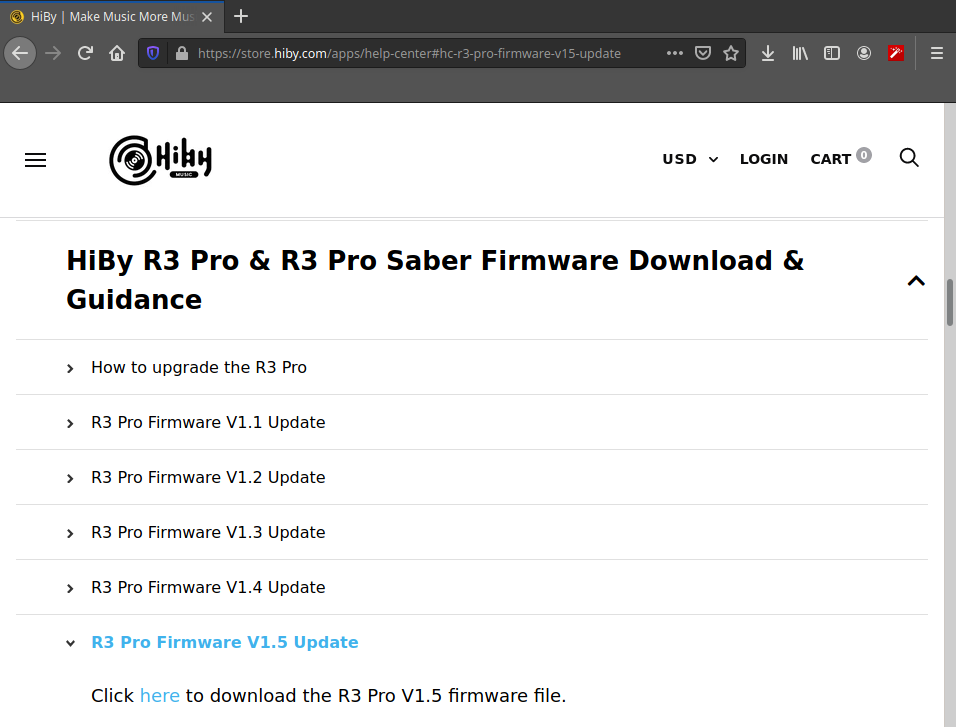 HiBy | Make Music More Mus
https://store.hiby.com/apps/help-center#hc-r3-pro-firmware-v15-update
HiBy
MUSIC
USD
LOGIN
CART 0
HiBy R3 Pro & R3 Pro Saber Firmware Download &
Guidance
How to upgrade the R3 Pro
R3 Pro Firmware V1.1 Update
R3 Pro Firmware V1.2 Update
R3 Pro Firmware V1.3 Update
R3 Pro Firmware V1.4 Update
R3 Pro Firmware V1.5 Update
Click here to download the R3 Pro V1.5 firmware file.